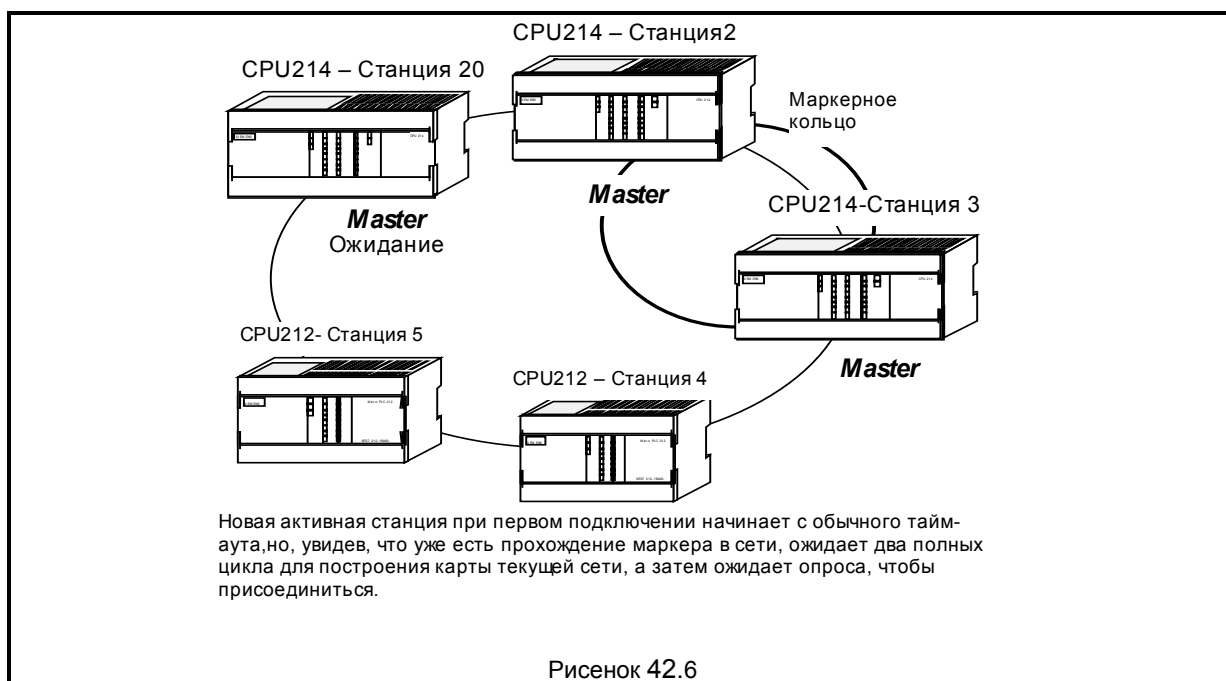 CPU214 – Станция2
CPU214 – Станция 20
Маркерное
кольцо
Master
CPU214-Станция 3
Master
Ожидание
CPU212- Станция 5
Master
CPU212 – Станция 4
Новая активная станция при первом подключении начинает с обычного тайм-
аута,но, увидев, что уже есть прохождение маркера в сети, ожидает два полных
цикла для построения карты текущей сети, а затем ожидает опроса, чтобы
присоединиться.
Рисенок 42.6